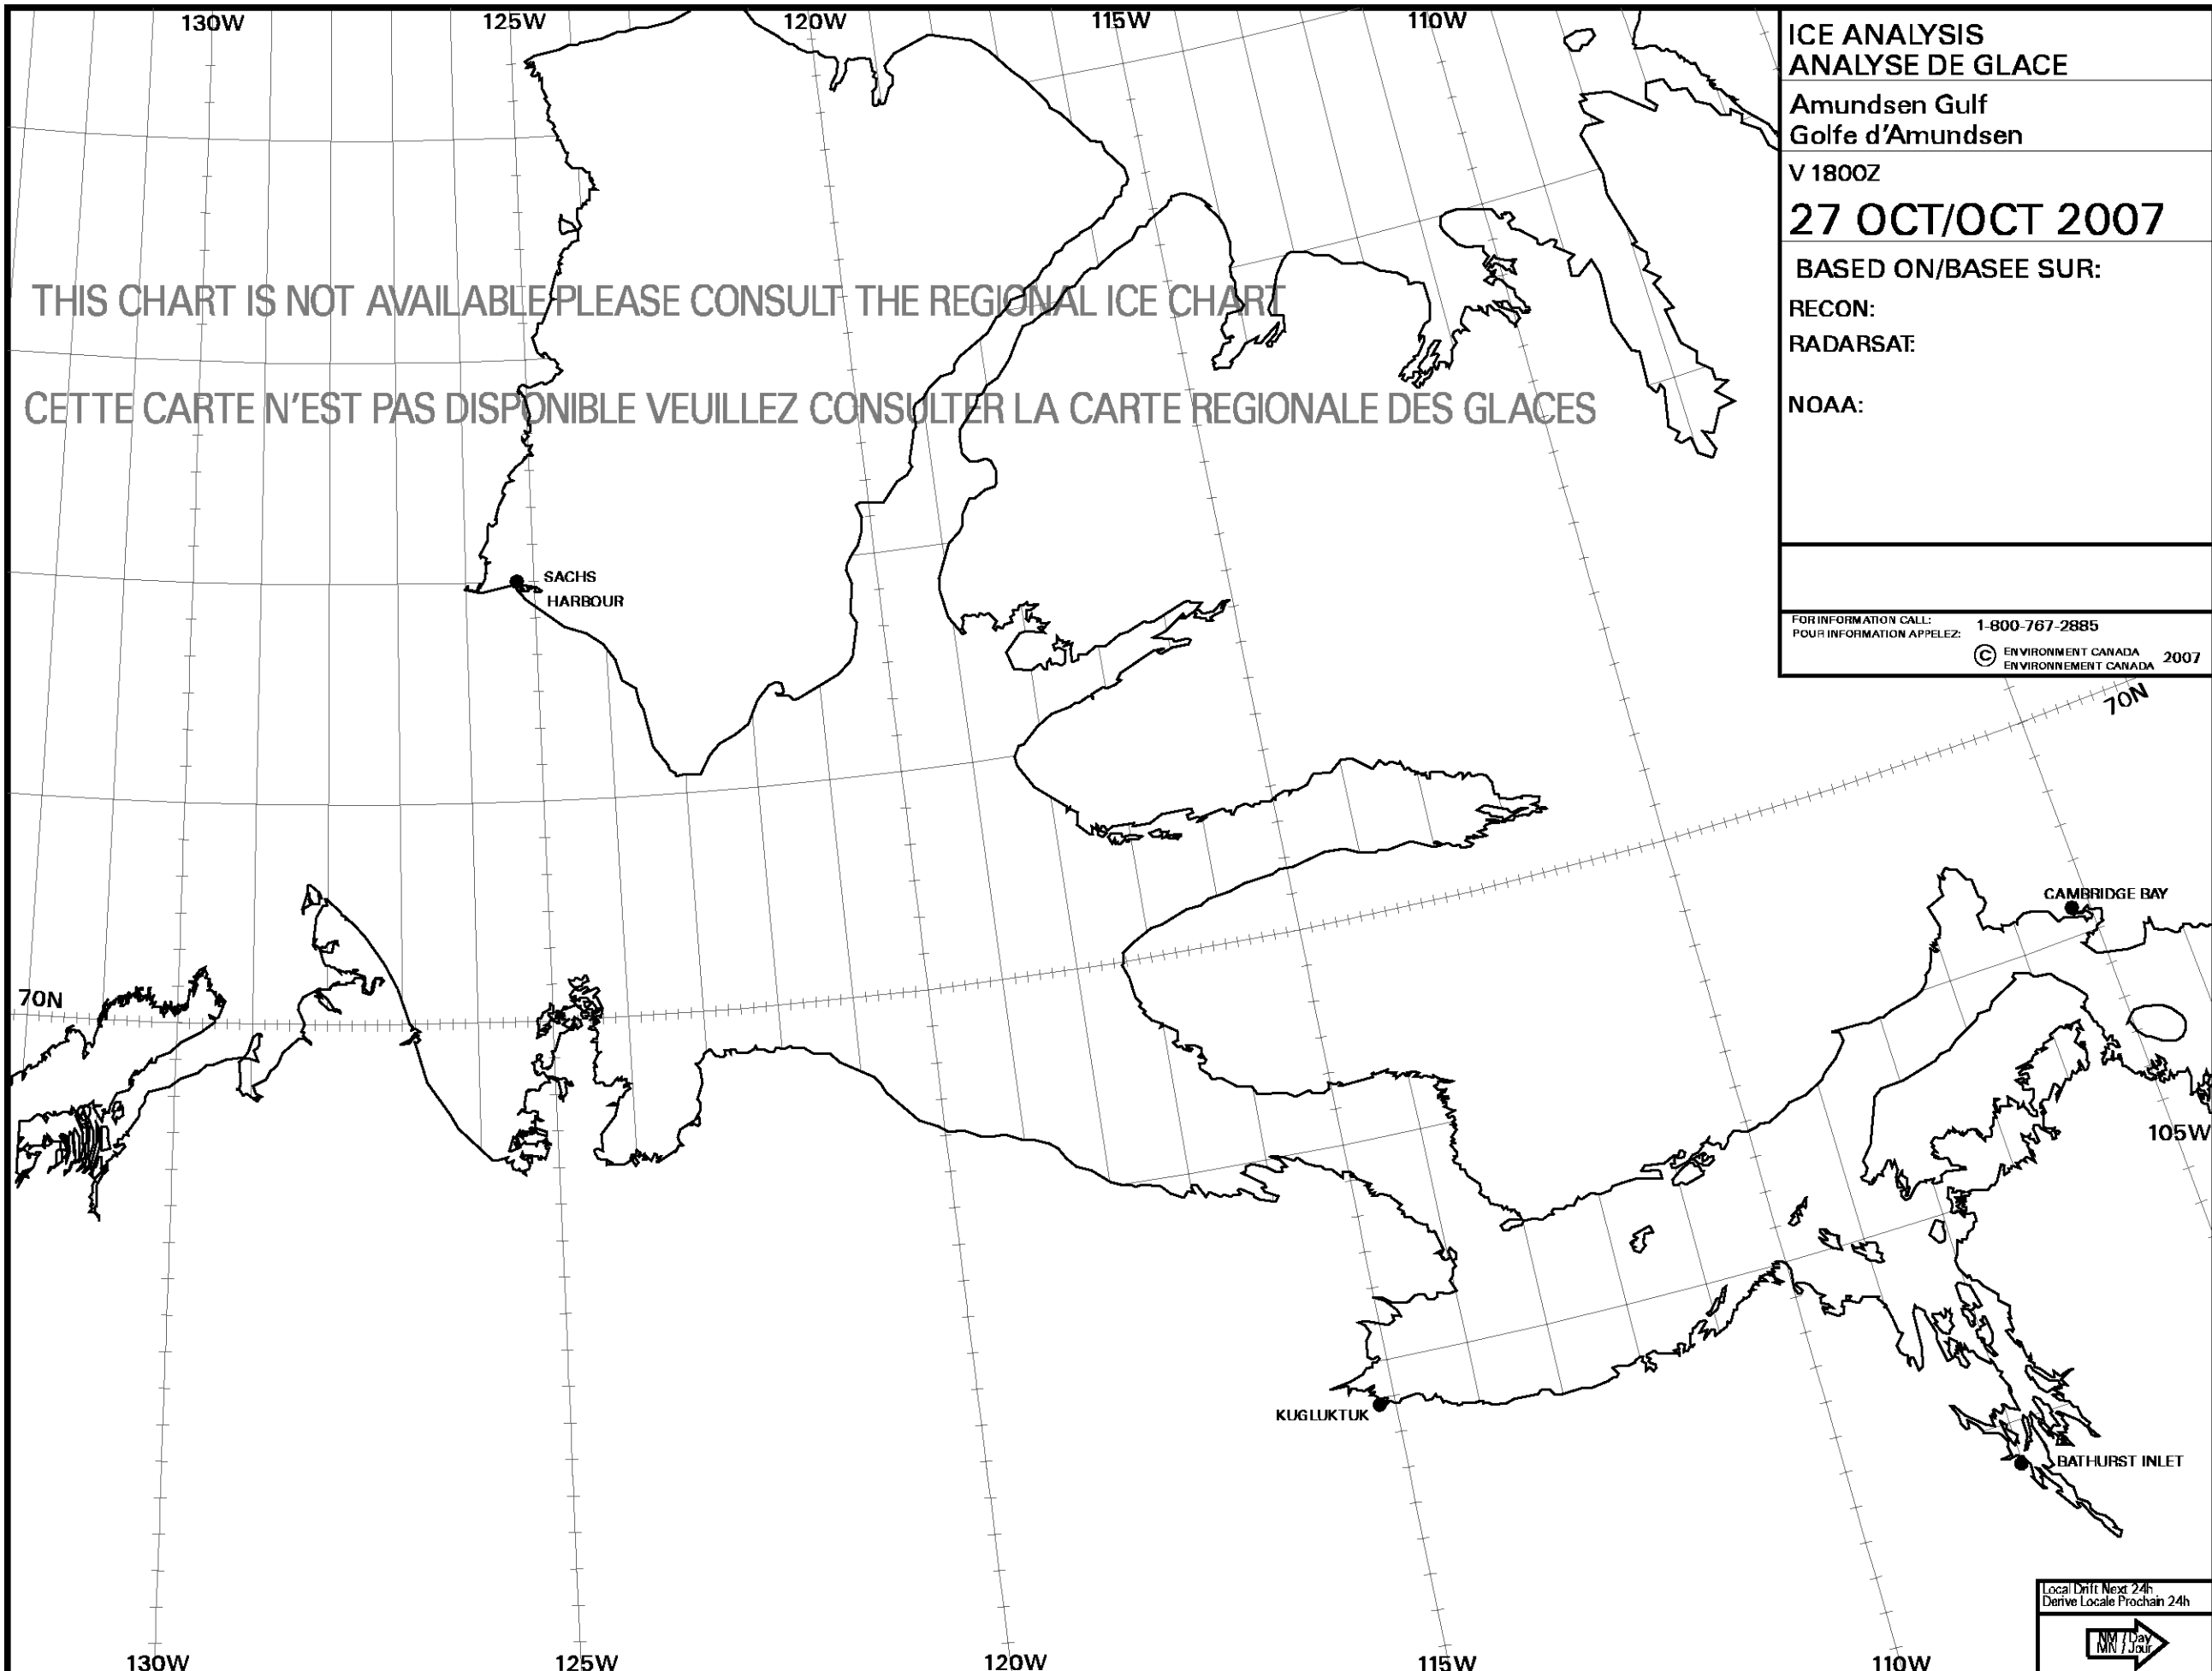 130W 125W 120W 115W 110W
ICE ANALYSIS
ANALYSE DE GLACE
Amundsen Gulf
Golfe d'Amundsen
V 1800Z
27 OCT/OCT 2007
BASED ON/BASEE SUR:
RECON:
RADARSAT:
NOAA:
FOR INFORMATION CALL:
POUR INFORMATION APPELEZ:
1-800-767-2885
© ENVIRONMENT CANADA
ENVIRONNEMENT CANADA
2007
THIS CHART IS NOT AVAILABLE PLEASE CONSULT THE REGIONAL ICE CHART
CETTE CARTE N'EST PAS DISPONIBLE VEUILLEZ CONSULTER LA CARTE REGIONALE DES GLACES
SACHS
HARBOUR
70N
CAMBRIDGE BAY
70N
105W
KUGLUKTUK
BATHURST INLET
Local Drift Next 24h
Derive Locale Prochain 24h
NM / Day
MN / Jour
130W 125W 120W 115W 110W